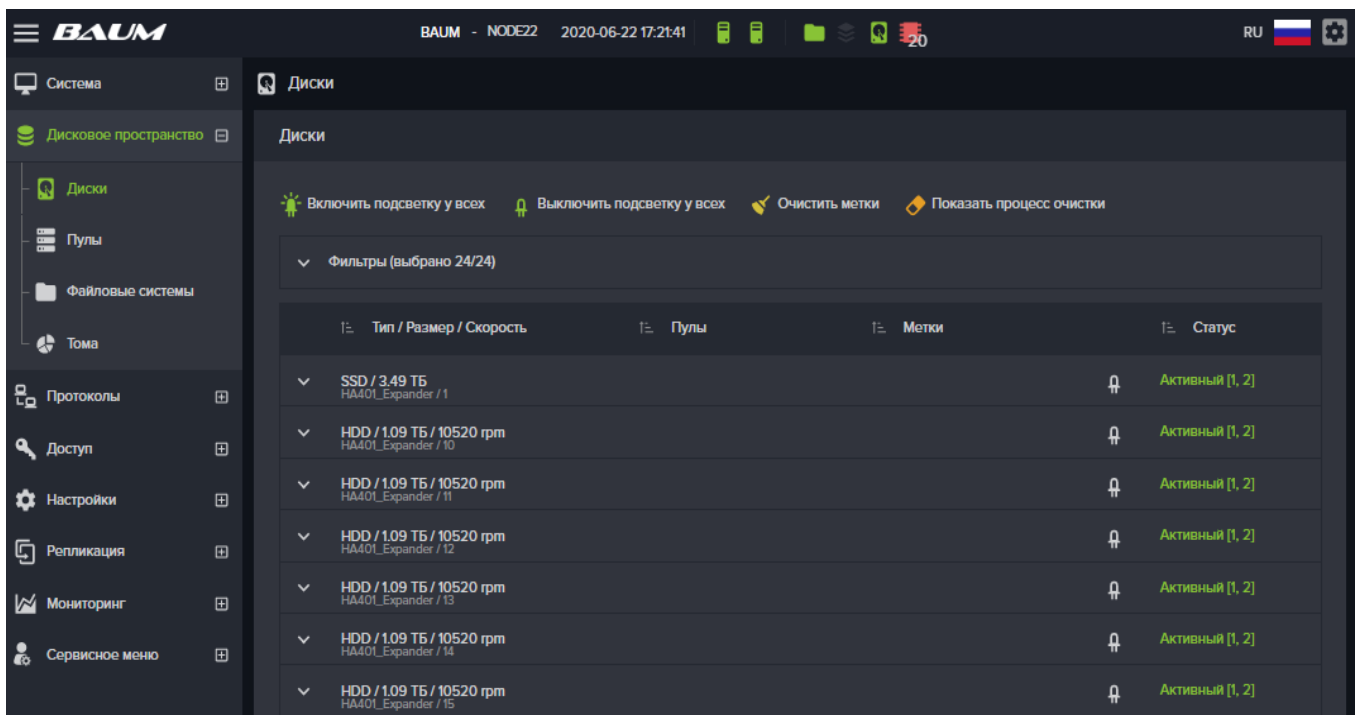 BAUM
BAUM - NODE22 2020-06-22 17:21:41
20
RU
Система
Диски
Дисковое пространство
Диски
Диски
Включить подсветку у всех
Выключить подсветку у всех
Очистить метки
Показать процесс очистки
Пулы
Фильтры (выбрано 24/24)
Файловые системы
Тип / Размер / Скорость
Пулы
Метки
Статус
Тома
SSD / 3.49 ТБ
HA401_Expander / 1
Активный [1, 2]
Протоколы
HDD / 1.09 ТБ / 10520 rpm
HA401_Expander / 10
Активный [1, 2]
Доступ
HDD / 1.09 ТБ / 10520 rpm
HA401_Expander / 11
Активный [1, 2]
Настройки
HDD / 1.09 ТБ / 10520 rpm
HA401_Expander / 12
Активный [1, 2]
Репликация
HDD / 1.09 ТБ / 10520 rpm
HA401_Expander / 13
Активный [1, 2]
Мониторинг
HDD / 1.09 ТБ / 10520 rpm
HA401_Expander / 14
Активный [1, 2]
Сервисное меню
HDD / 1.09 ТБ / 10520 rpm
HA401_Expander / 15
Активный [1, 2]